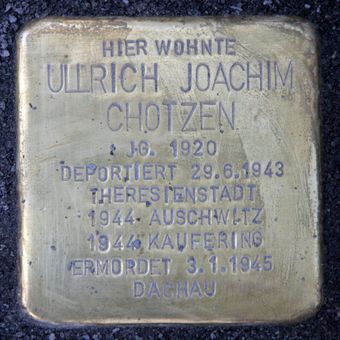 HIER WOHNTE
ULLRICH JOACHIM
CHOTZEN
JG. 1920
DEPORTIERT 29.6.1943
THERESIENSTADT
1944 AUSCHWITZ
1944 KAUFERING
ERMORDET 3.1.1945
DACHAU